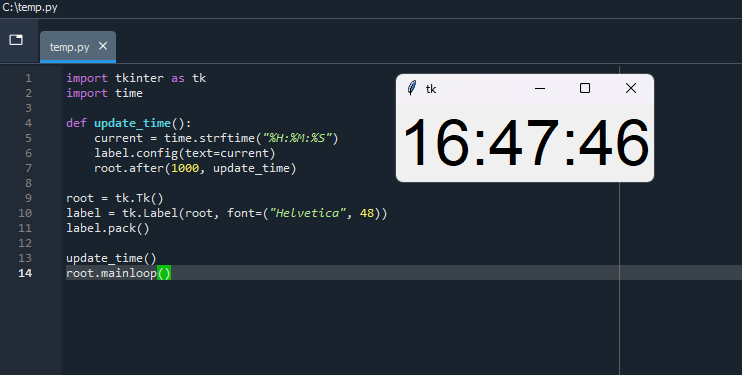 C:\temp.py
temp.py
1 import tkinter as tk
2 import time
3
4 def update_time():
5     current = time.strftime("%H:%M:%S")
6     label.config(text=current)
7     root.after(1000, update_time)
8
9 root = tk.Tk()
10 label = tk.Label(root, font=("Helvetica", 48))
11 label.pack()
12
13 update_time()
14 root.mainloop()
tk
16:47:46